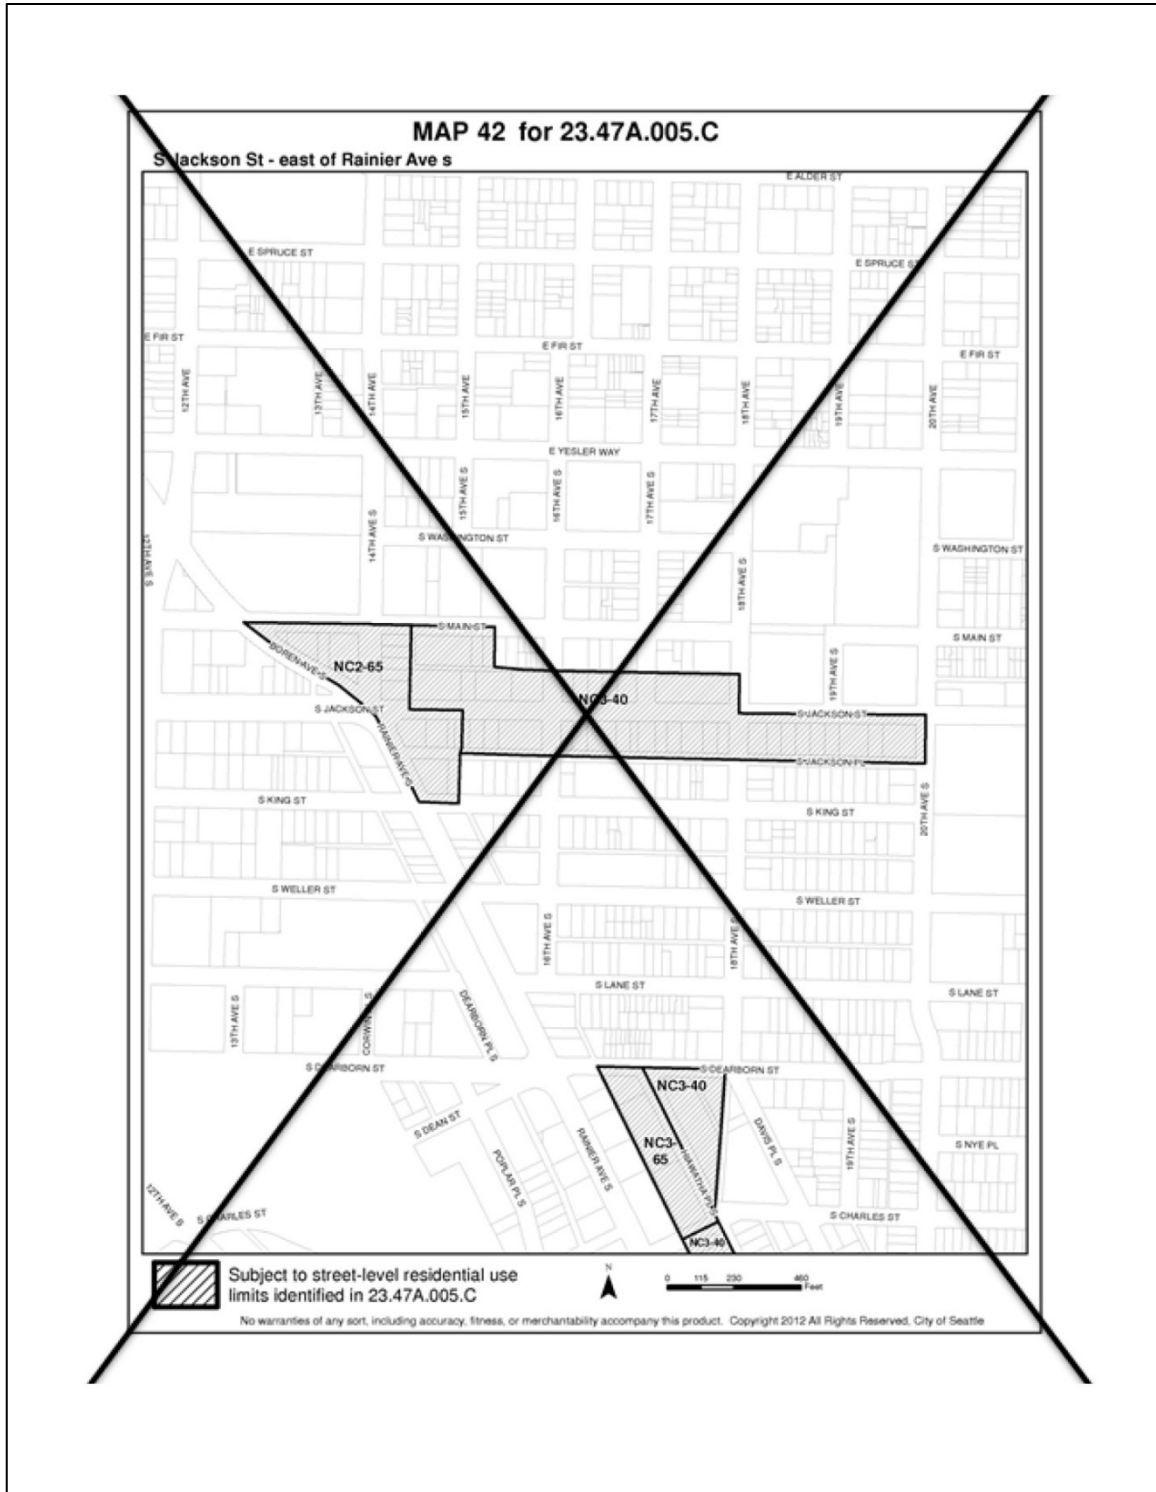 MAP 42 for 23.47A.005.C
S Jackson St - east of Rainier Ave s
E ALDER ST
E SPRUCE ST
E SPRUCE ST
E FIR ST
E FIR ST
E FIR ST
12TH AVE
13TH AVE
14TH AVE
15TH AVE
16TH AVE
17TH AVE
18TH AVE
19TH AVE
20TH AVE
E YESLER WAY
15TH AVE S
16TH AVE S
17TH AVE S
14TH AVE S
S WASHINGTON ST
S WASHINGTON ST
12TH AVE S
18TH AVE S
S MAIN ST
S MAIN ST
BOREN AVE S
NC2-65
19TH AVE S
NC3-40
S JACKSON ST
S JACKSON ST
RAINIER AVE S
S JACKSON PL
S KING ST
S KING ST
20TH AVE S
S WELLER ST
S WELLER ST
16TH AVE S
18TH AVE S
S LANE ST
S LANE ST
13TH AVE S
CORWIN PL S
DEARBORN PL S
S DEARBORN ST
S DEARBORN ST
NC3-40
S DEAN ST
NC3-
65
DAVIS PL S
19TH AVE S
S NYE PL
POPLAR PL S
RAINIER AVE S
HIAWATHA PL S
12TH AVE S
S CHARLES ST
S CHARLES ST
NC3-40
Subject to street-level residential use
limits identified in 23.47A.005.C
N
0 115 230 460
Feet
No warranties of any sort, including accuracy, fitness, or merchantability accompany this product. Copyright 2012 All Rights Reserved, City of Seattle